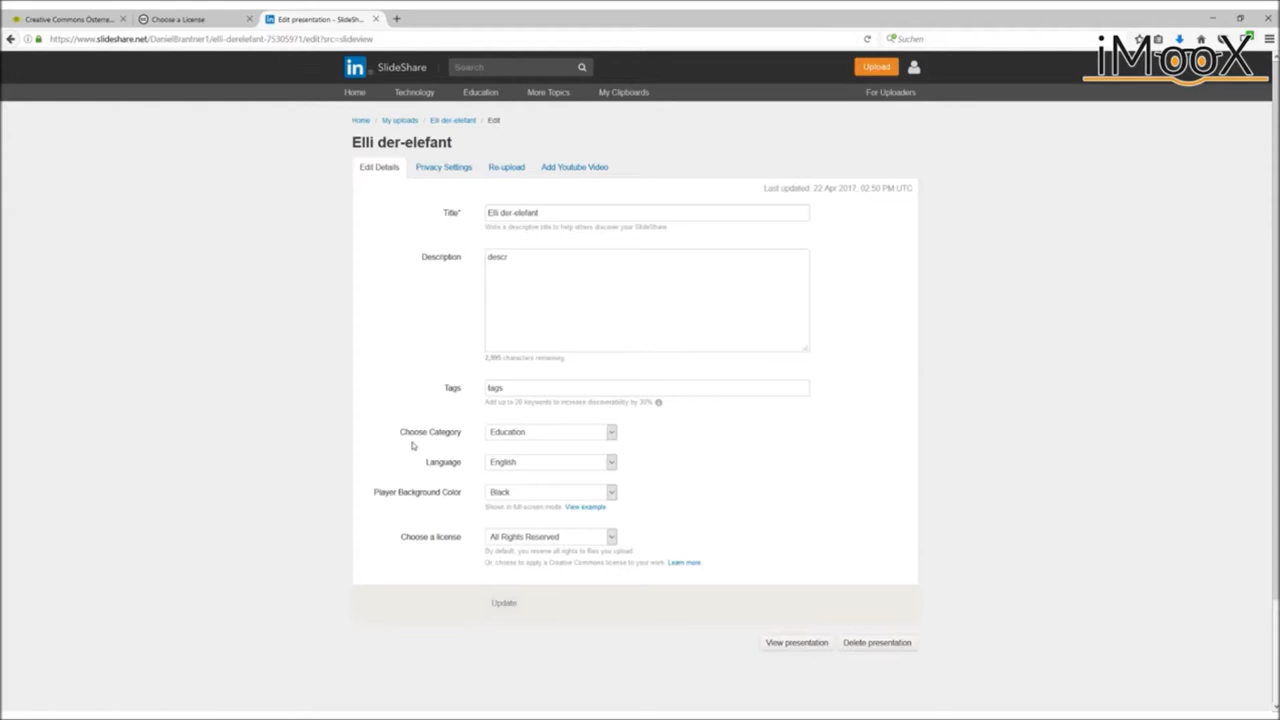 Creative Commons Österre... Choose a License Edit presentation - SlideSh...
https://www.slideshare.net/DanielBrantner1/elli-derelefant-75305971/edit?src=slideview Suchen
iMooX
in SlideShare Search Upload
Home Technology Education More Topics My Clipboards For Uploaders
Home / My uploads / Elli der-elefant / Edit
Elli der-elefant
Edit Details Privacy Settings Re-upload Add Youtube Video
Last updated: 22 Apr 2017, 02:50 PM UTC
Title* Elli der-elefant
Write a descriptive title to help others discover your SlideShare
Description descr
2,995 characters remaining
Tags tags
Add up to 20 keywords to increase discoverability by 30%
Choose Category Education
Language English
Player Background Color Black
Shown in full screen mode. View example
Choose a license All Rights Reserved
By default, you reserve all rights to files you upload
Or, choose to apply a Creative Commons license to your work. Learn more.
Update
View presentation Delete presentation